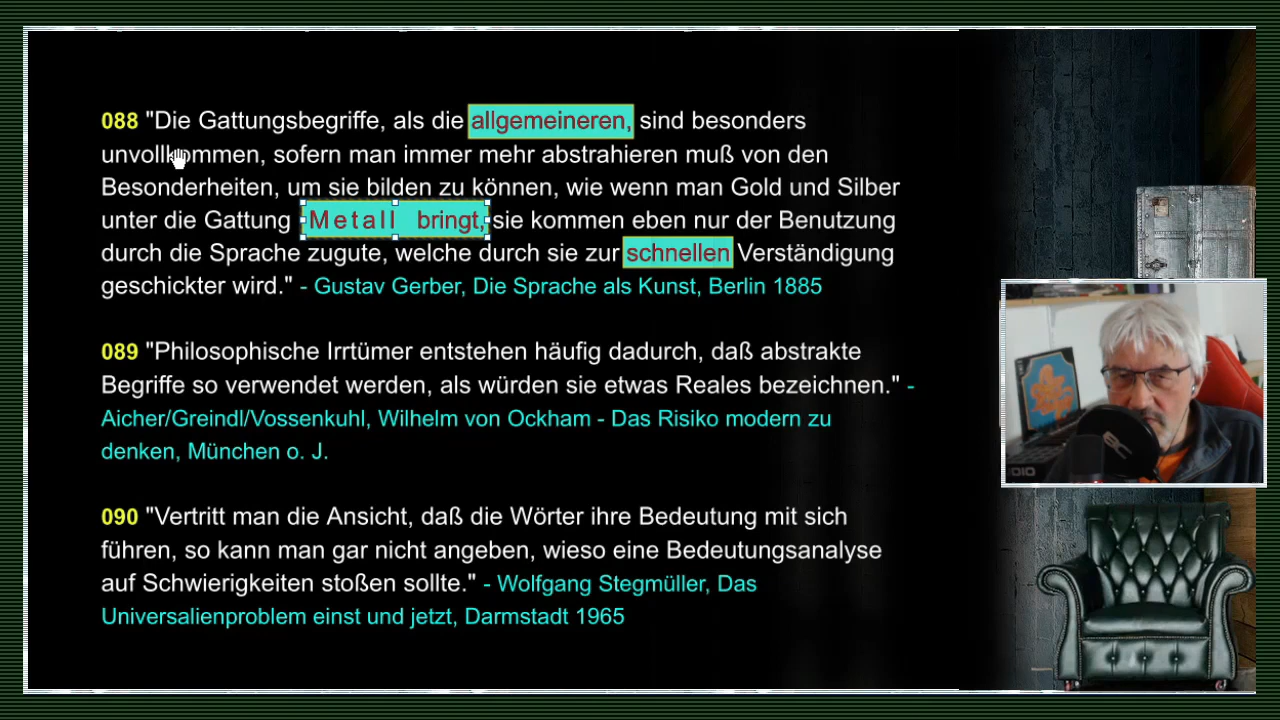 088 "Die Gattungsbegriffe, als die allgemeineren, sind besonders
unvollkommen, sofern man immer mehr abstrahieren muß von den
Besonderheiten, um sie bilden zu können, wie wenn man Gold und Silber
unter die Gattung Metall bringt, sie kommen eben nur der Benutzung
durch die Sprache zugute, welche durch sie zur schnellen Verständigung
geschickter wird." - Gustav Gerber, Die Sprache als Kunst, Berlin 1885
089 "Philosophische Irrtümer entstehen häufig dadurch, daß abstrakte
Begriffe so verwendet werden, als würden sie etwas Reales bezeichnen." -
Aicher/Greindl/Vossenkuhl, Wilhelm von Ockham - Das Risiko modern zu
denken, München o. J.
090 "Vertritt man die Ansicht, daß die Wörter ihre Bedeutung mit sich
führen, so kann man gar nicht angeben, wieso eine Bedeutungsanalyse
auf Schwierigkeiten stoßen sollte." - Wolfgang Stegmüller, Das
Universalienproblem einst und jetzt, Darmstadt 1965